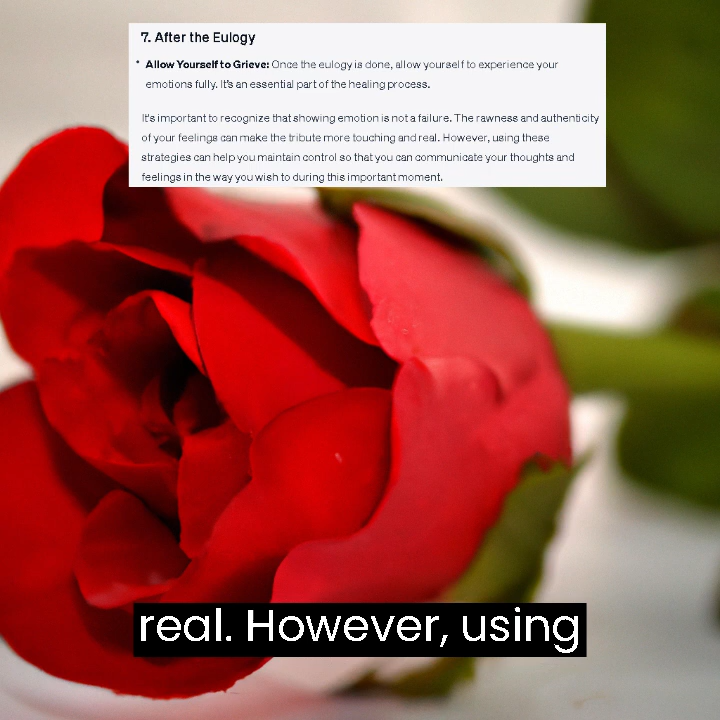 7. After the Eulogy
• Allow Yourself to Grieve: Once the eulogy is done, allow yourself to experience your
emotions fully. It's an essential part of the healing process.
It's important to recognize that showing emotion is not a failure. The rawness and authenticity
of your feelings can make the tribute more touching and real. However, using these
strategies can help you maintain control so that you can communicate your thoughts and
feelings in the way you wish to during this important moment.
real. However, using